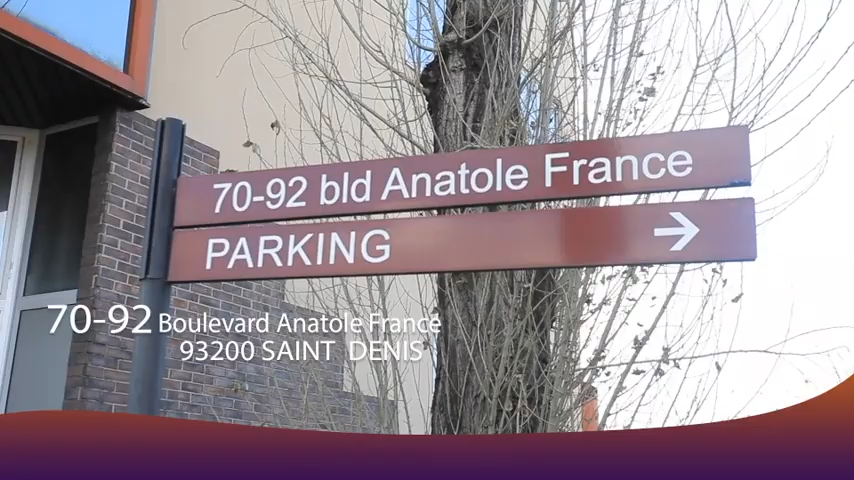 70-92 bld Anatole France
PARKING →
70-92 Boulevard Anatole France
93200 SAINT DENIS